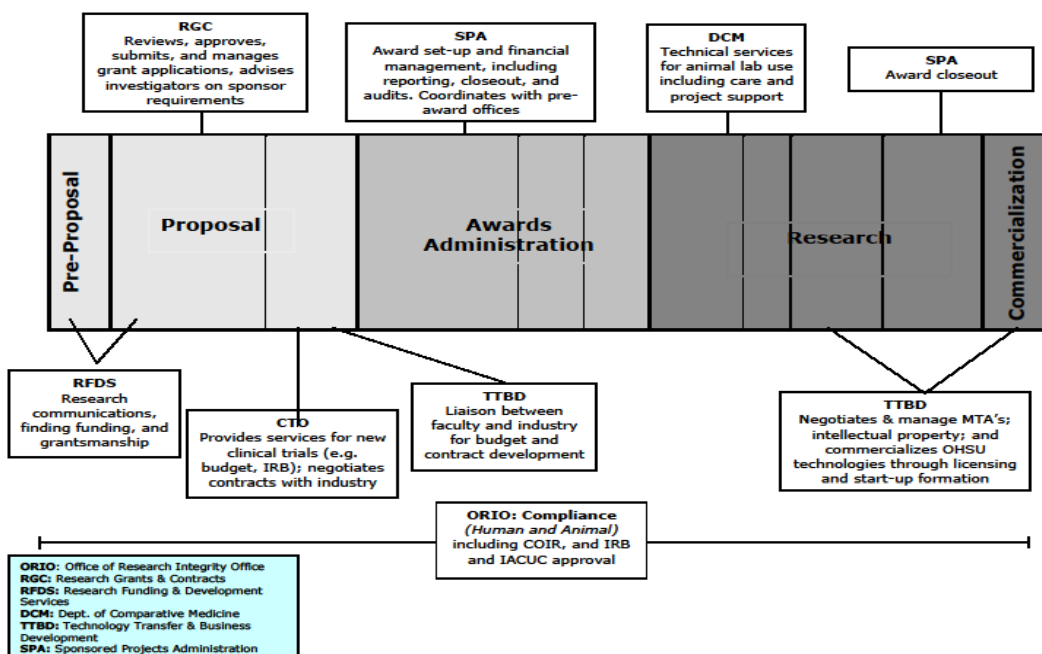 RGC
Reviews, approves,
submits, and manages
grant applications, advises
investigators on sponsor
requirements
SPA
Award set-up and financial
management, including
reporting, closeout, and
audits. Coordinates with pre-
award offices
DCM
Technical services
for animal lab use
including care and
project support
SPA
Award closeout
Pre-Proposal
Proposal
Awards
Administration
Research
Commercialization
RFDS
Research
communications,
finding funding, and
grantsmanship
CTO
Provides services for new
clinical trials (e.g.
budget, IRB); negotiates
contracts with industry
TTBD
Liaison between
faculty and industry
for budget and
contract development
TTBD
Negotiates & manage MTA's;
intellectual property; and
commercializes OHSU
technologies through licensing
and start-up formation
ORIO: Compliance
(Human and Animal)
including COIR, and IRB
and IACUC approval
ORIO: Office of Research Integrity Office
RGC: Research Grants & Contracts
RFDS: Research Funding & Development
Services
DCM: Dept. of Comparative Medicine
TTBD: Technology Transfer & Business
Development
SPA: Sponsored Projects Administration